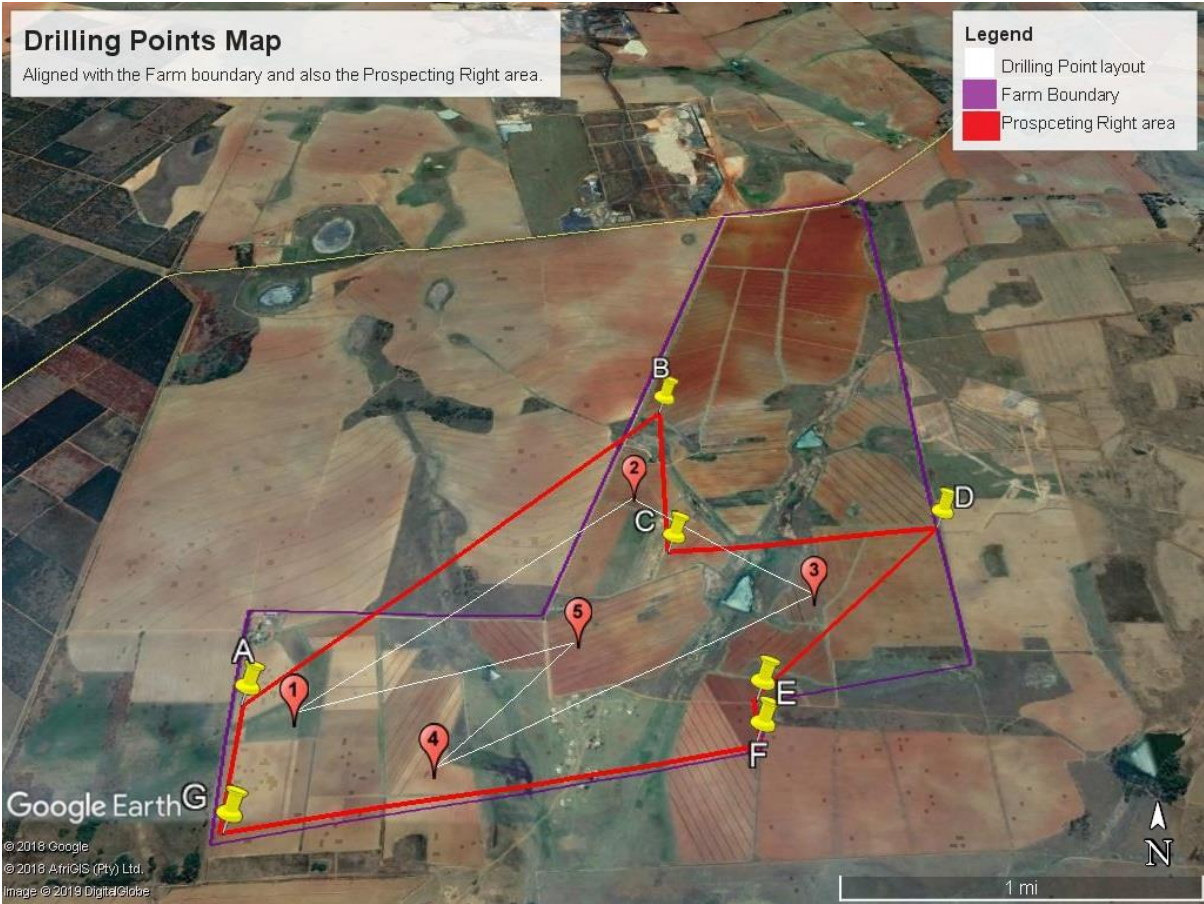 Drilling Points Map
Aligned with the Farm boundary and also the Prospecting Right area.
Legend
Drilling Point layout
Farm Boundary
Prospceting Right area
B
2
D
C
3
5
A
1
E
4
F
G
Google Earth
© 2018 Google
© 2018 AfriGIS (Pty) Ltd.
Image © 2019 DigitalGlobe
N
1 mi